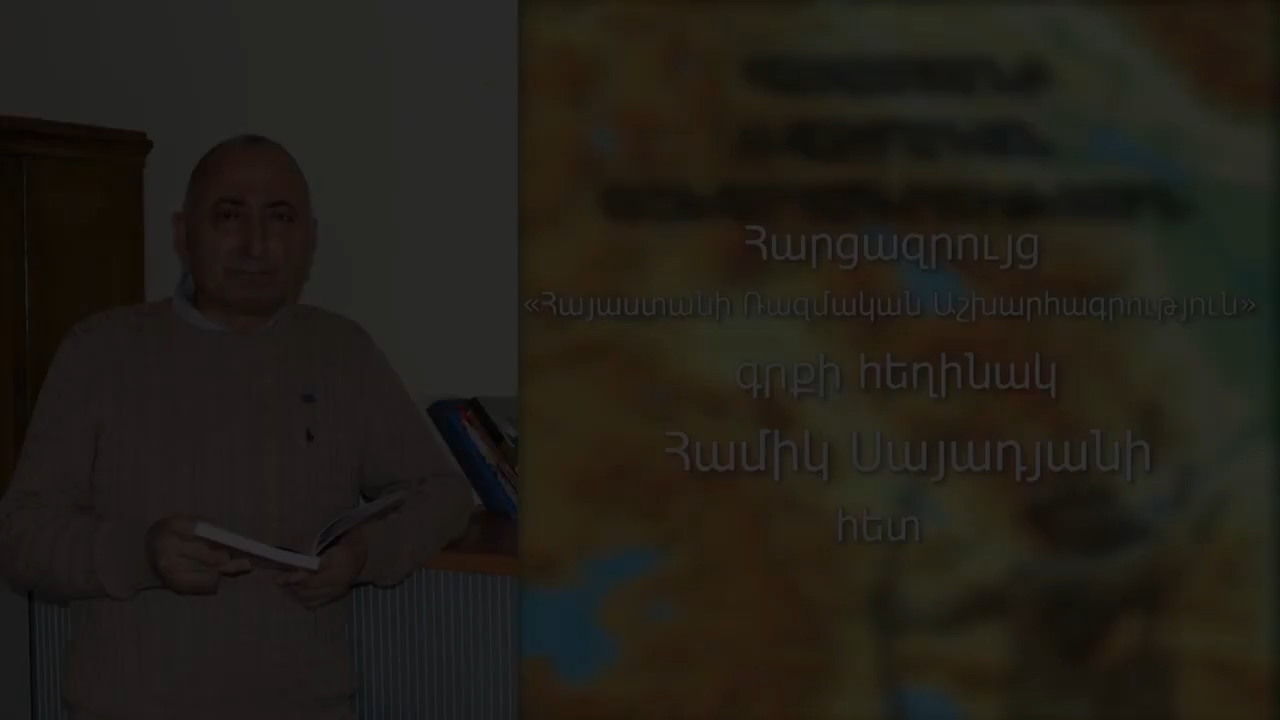 Հարցազրույց
«Հայաստանի Ռազմական Աշխարհագրություն»
գրքի հեղինակ
Համիկ Սայադյանի
հետ